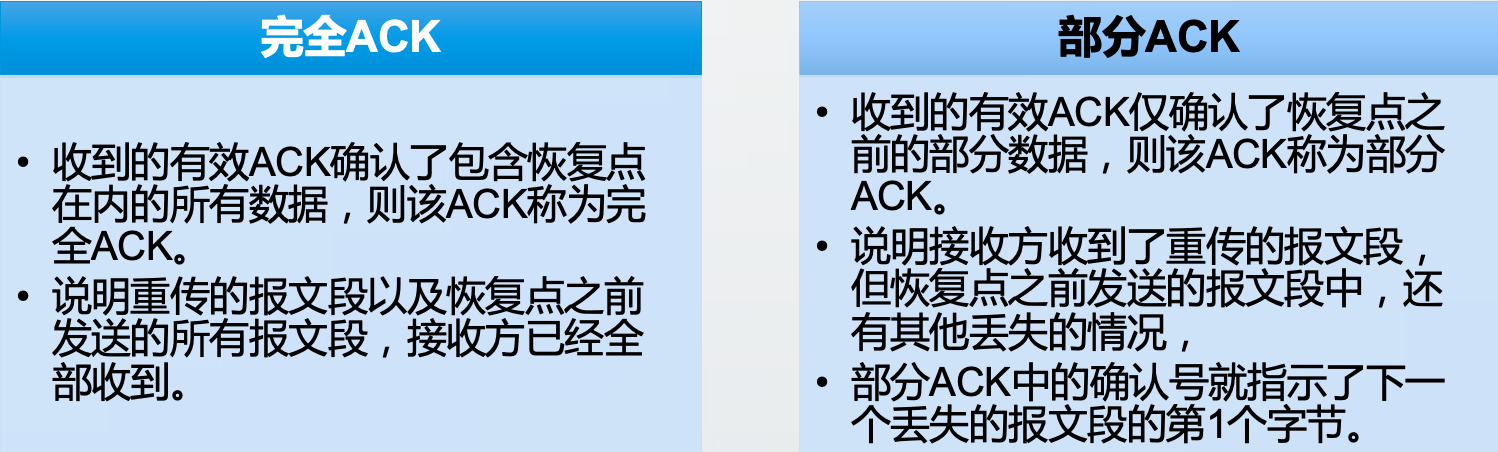 完全ACK
• 收到的有效ACK确认了包含恢复点
在内的所有数据，则该ACK称为完
全ACK。
• 说明重传的报文段以及恢复点之前
发送的所有报文段，接收方已经全
部收到。
部分ACK
• 收到的有效ACK仅确认了恢复点之
前的部分数据，则该ACK称为部分
ACK。
• 说明接收方收到了重传的报文段，
但恢复点之前发送的报文段中，还
有其他丢失的情况，
• 部分ACK中的确认号就指示了下一
个丢失的报文段的第1个字节。